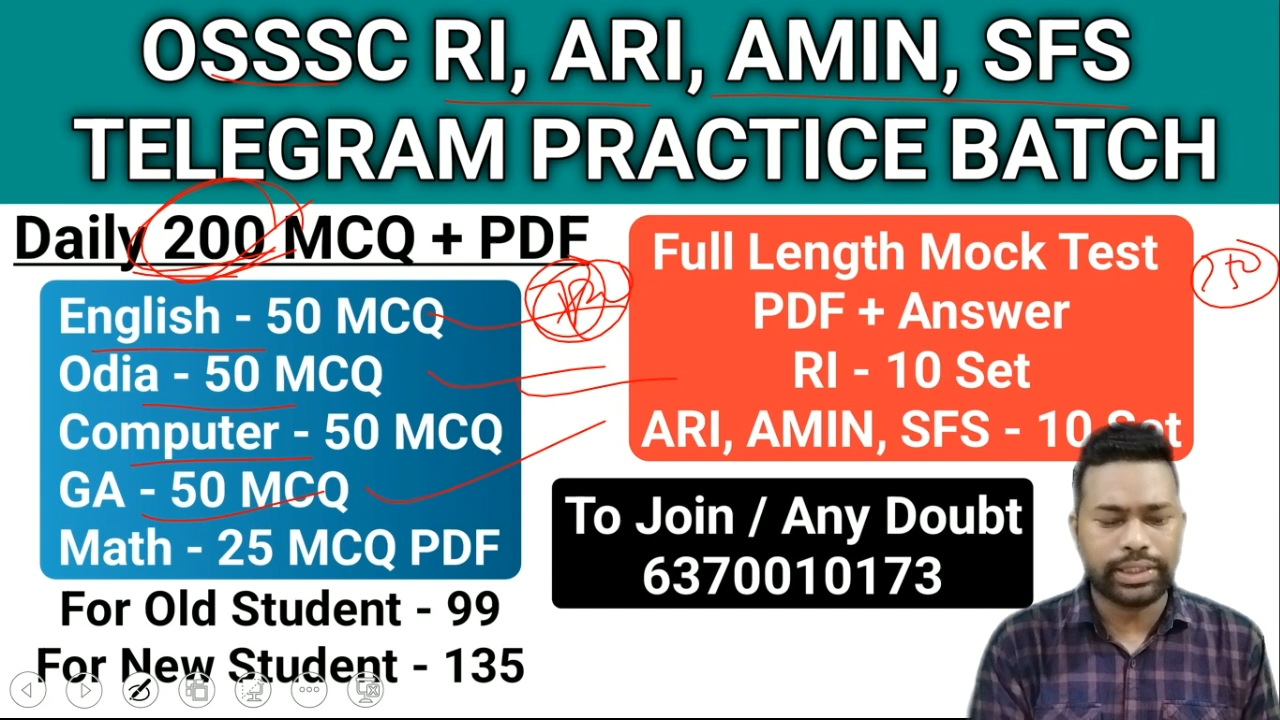 OSSSC RI, ARI, AMIN, SFS
TELEGRAM PRACTICE BATCH
Daily 200 MCQ + PDF
English - 50 MCQ
Odia - 50 MCQ
Computer - 50 MCQ
GA - 50 MCQ
Math - 25 MCQ PDF
For Old Student - 99
For New Student - 135
Full Length Mock Test
PDF + Answer
RI - 10 Set
ARI, AMIN, SFS - 10 Set
To Join / Any Doubt
6370010173